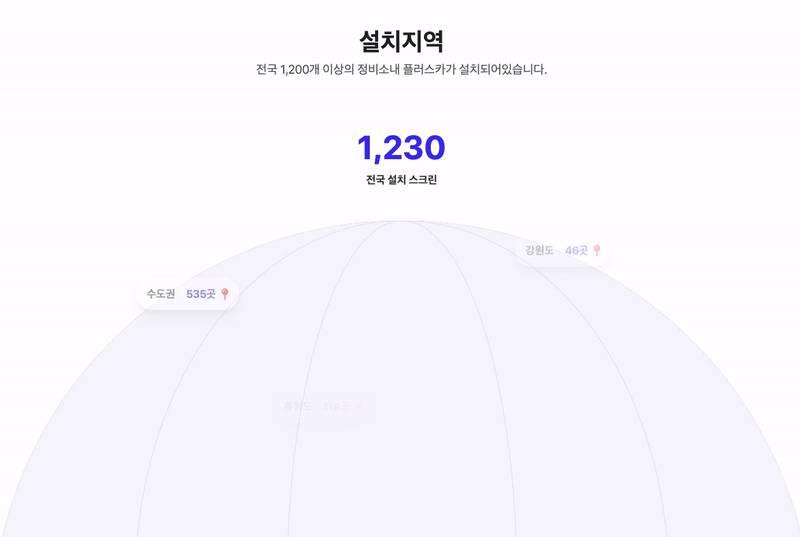 설치지역
전국 1,200개 이상의 정비소내 플러스카가 설치되어있습니다.
1,230
전국 설치 스크린
강원도 46곳
수도권 535곳
충청도